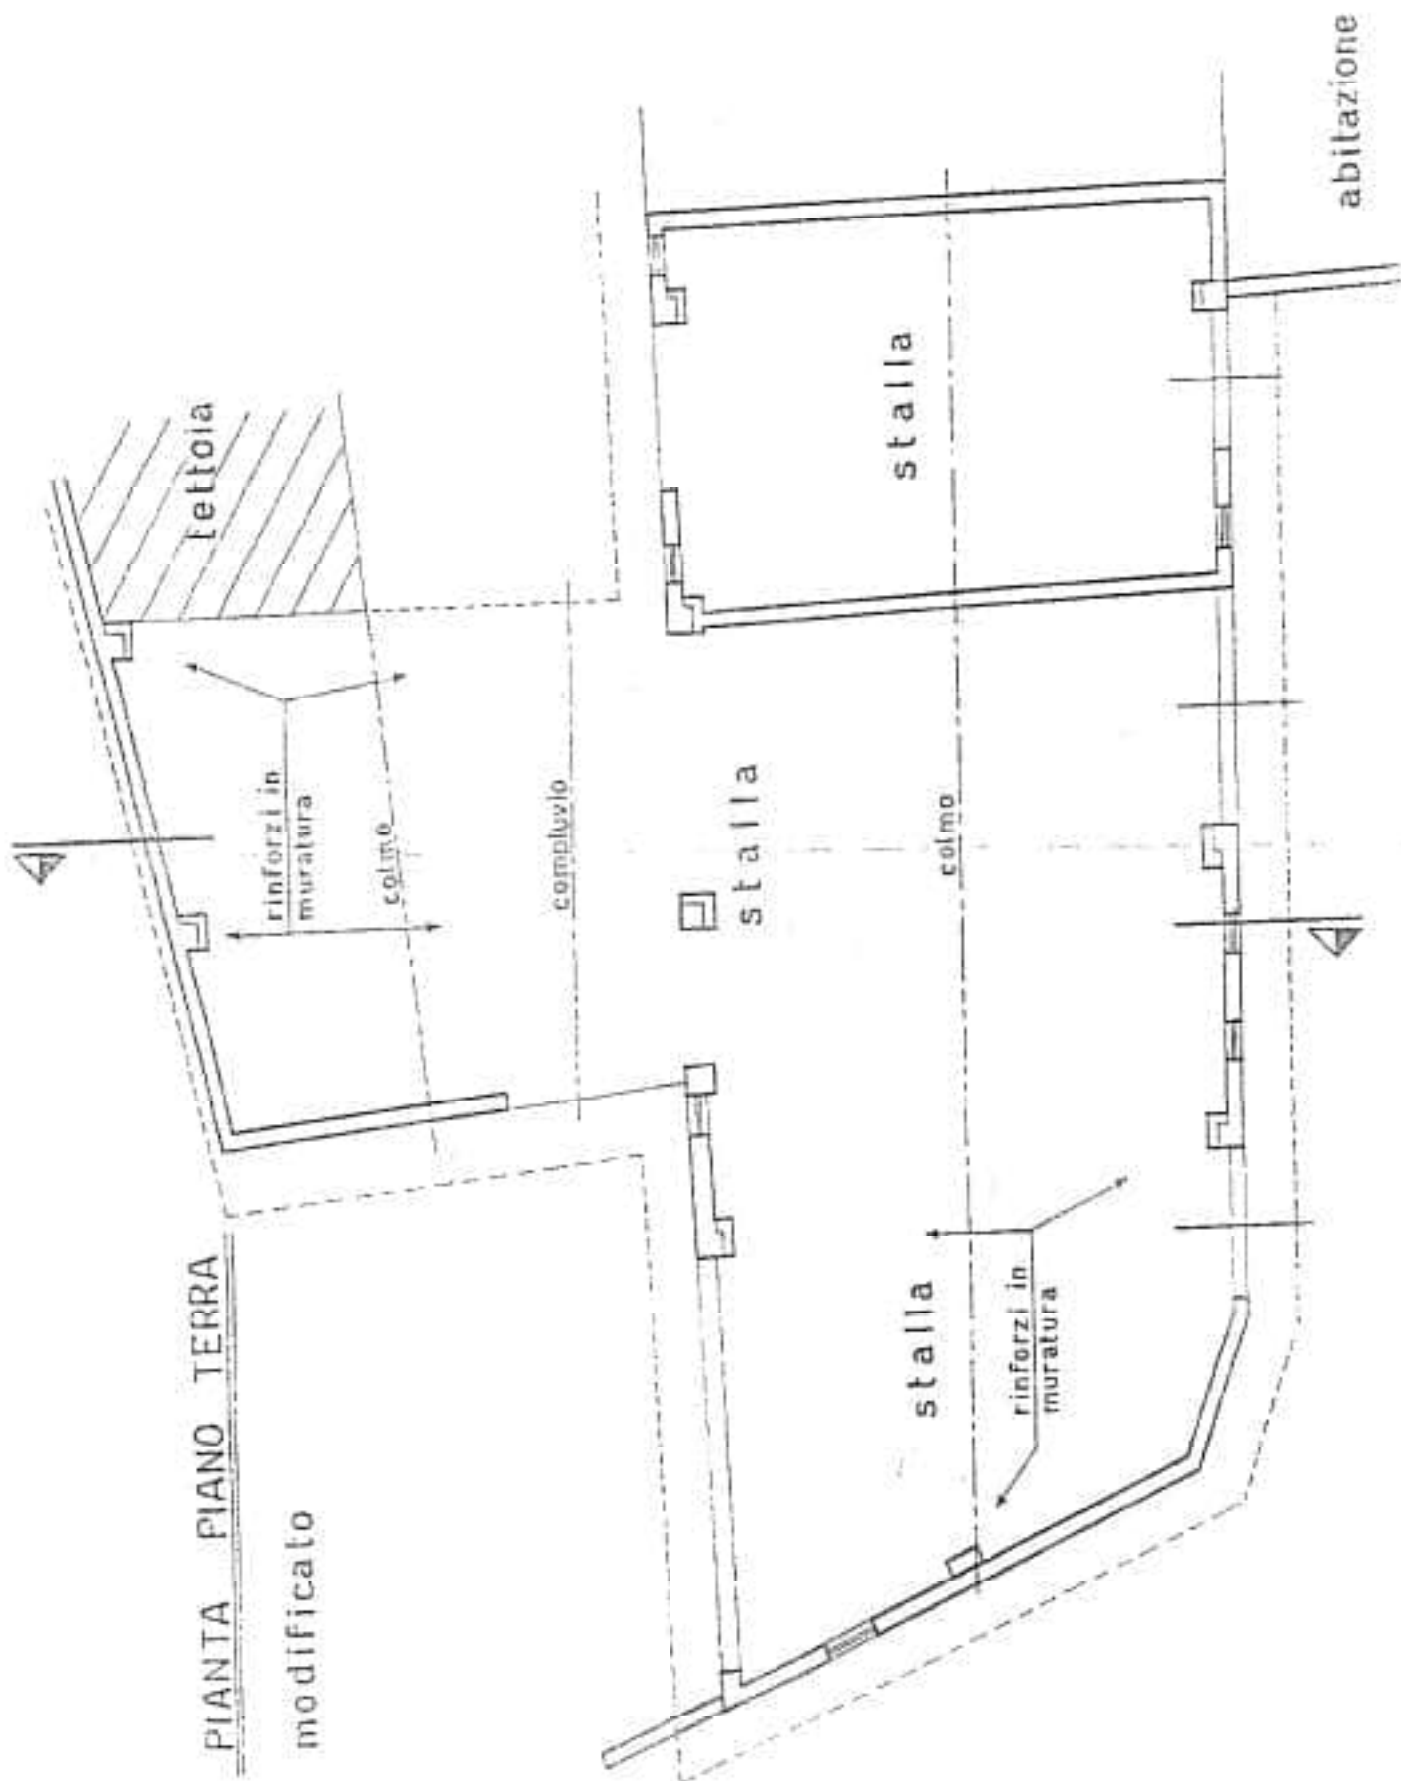 PIANTA PIANO TERRA
modificato
tettoia
rinforzi in
muratura
colmo
compluvio
stalla
stalla
colmo
stalla
rinforzi in
muratura
abitazione